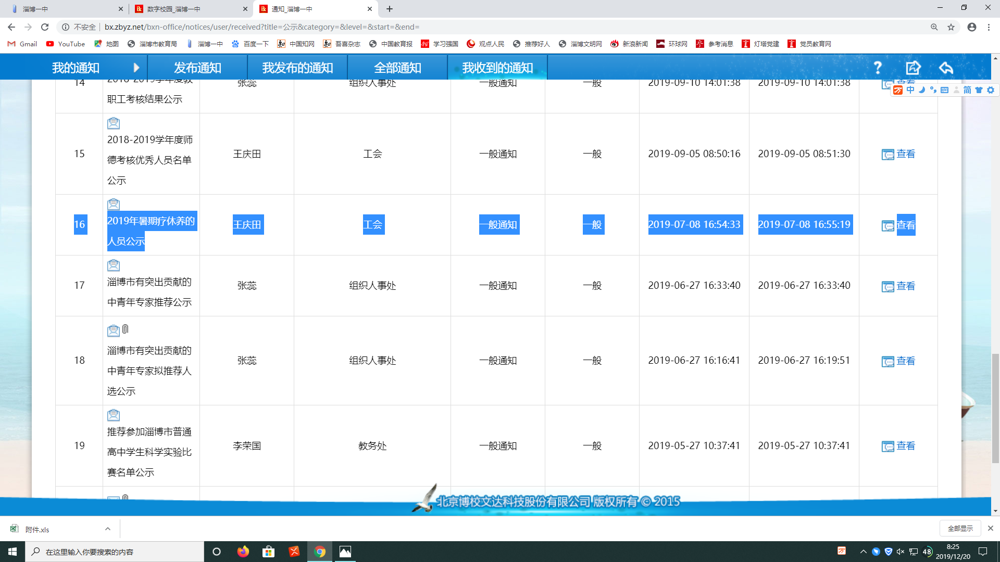 淄博一中
数字校园_淄博一中
通知_淄博一中
不安全
bx.zbyz.net/bxn-office/notices/user/received?title=公示&category=&level=&start=&end=
Gmail YouTube 地图 淄博市教育局 淄博一中 百度一下 中国知网 吾喜杂志 中国教育报 学习强国 观点人民 推荐好人 淄博文明网 新浪新闻 环球网 参考消息 灯塔党建 党员教育网
我的通知 发布通知 我发布的通知 全部通知 我收到的通知
中 简
14 2018-2019学年度教 张蕊 组织人事处 一般通知 一般 2019-09-10 14:01:38 2019-09-10 14:01:38 查看
职工考核结果公示
2018-2019学年度师
15 德考核优秀人员名单 王庆田 工会 一般通知 一般 2019-09-05 08:50:16 2019-09-05 08:51:30 查看
公示
16 2019年暑期疗休养的 王庆田 工会 一般通知 一般 2019-07-08 16:54:33 2019-07-08 16:55:19 查看
人员公示
17 淄博市有突出贡献的 张蕊 组织人事处 一般通知 一般 2019-06-27 16:33:40 2019-06-27 16:33:40 查看
中青年专家推荐公示
淄博市有突出贡献的
18 中青年专家拟推荐人 张蕊 组织人事处 一般通知 一般 2019-06-27 16:16:41 2019-06-27 16:19:51 查看
选公示
推荐参加淄博市普通
19 高中学生科学实验比 李荣国 教务处 一般通知 一般 2019-05-27 10:37:41 2019-05-27 10:37:41 查看
赛名单公示
北京博校文达科技股份有限公司 版权所有 © 2015
附件.xls
全部显示
在这里输入你要搜索的内容
48
8:25
2019/12/20